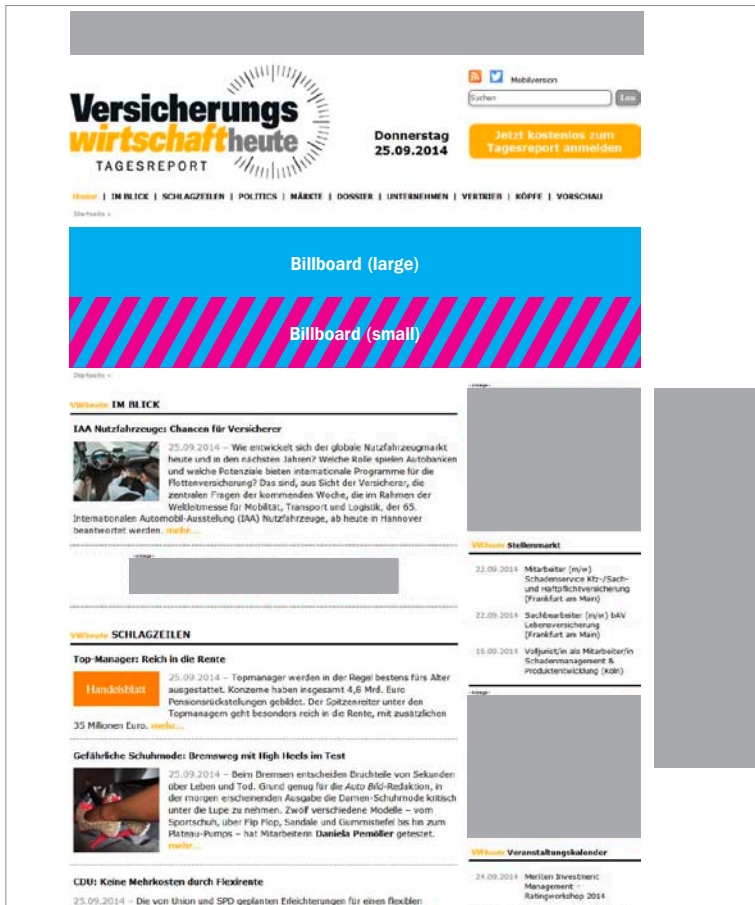 Mobilversion
Suchen
Los
Versicherungs
wirtschaftheute
TAGESREPORT
Donnerstag
25.09.2014
Jetzt kostenlos zum
Tagesreport anmelden
Home | IM BLICK | SCHLAGZEILEN | POLITICS | MÄRKTE | DOSSIER | UNTERNEHMEN | VERTRIEB | KÖPFE | VORSCHAU
Startseite »
Billboard (large)
Billboard (small)
Startseite »
- Anzeige -
VWheute IM BLICK
IAA Nutzfahrzeuge: Chancen für Versicherer
25.09.2014 – Wie entwickelt sich der globale Nutzfahrzeugmarkt
heute und in den nächsten Jahren? Welche Rolle spielen Autobanken
und welche Potenziale bieten internationale Programme für die
Flottenversicherung? Das sind, aus Sicht der Versicherer, die
zentralen Fragen der kommenden Woche, die im Rahmen der
Weltleitmesse für Mobilität, Transport und Logistik, der 65.
Internationalen Automobil-Ausstellung (IAA) Nutzfahrzeuge, ab heute in Hannover
beantwortet werden. mehr...
- Anzeige -
VWheute SCHLAGZEILEN
Top-Manager: Reich in die Rente
Handelsblatt
25.09.2014 – Topmanager werden in der Regel bestens fürs Alter
ausgestattet. Konzerne haben insgesamt 4,8 Mrd. Euro
Pensionsrückstellungen gebildet. Der Spitzenreiter unter den
Topmanagern geht besonders reich in die Rente, mit zusätzlichen
35 Millionen Euro. mehr...
Gefährliche Schuhmode: Bremsweg mit High Heels im Test
25.09.2014 – Beim Bremsen entscheiden Bruchteile von Sekunden
über Leben und Tod. Grund genug für die Auto Bild-Redaktion, in
der morgen erscheinenden Ausgabe die Damen-Schuhmode kritisch
unter die Lupe zu nehmen. Zwölf verschiedene Modelle – vom
Sportschuh, über Flip Flop, Sandale und Gummistiefel bis hin zum
Plateau-Pumps – hat Mitarbeiterin Daniela Pemöller getestet.
mehr...
CDU: Keine Mehrkosten durch Flexirente
25.09.2014 – Die von Union und SPD geplanten Erleichterungen für einen flexiblen
VWheute Stellenmarkt
22.09.2014 Mitarbeiter (m/w)
Schadenservice Kfz-/Sach-
und Haftpflichtversicherung
(Frankfurt am Main)
22.09.2014 Sachbearbeiter (m/w) bAV
Lebensversicherung
(Frankfurt am Main)
16.09.2014 Volljurist/in als Mitarbeiter/in
Schadenmanagement &
Produktentwicklung (Köln)
- Anzeige -
VWheute Veranstaltungskalender
24.09.2014 Meriten Investment
Management –
Ratingworkshop 2014